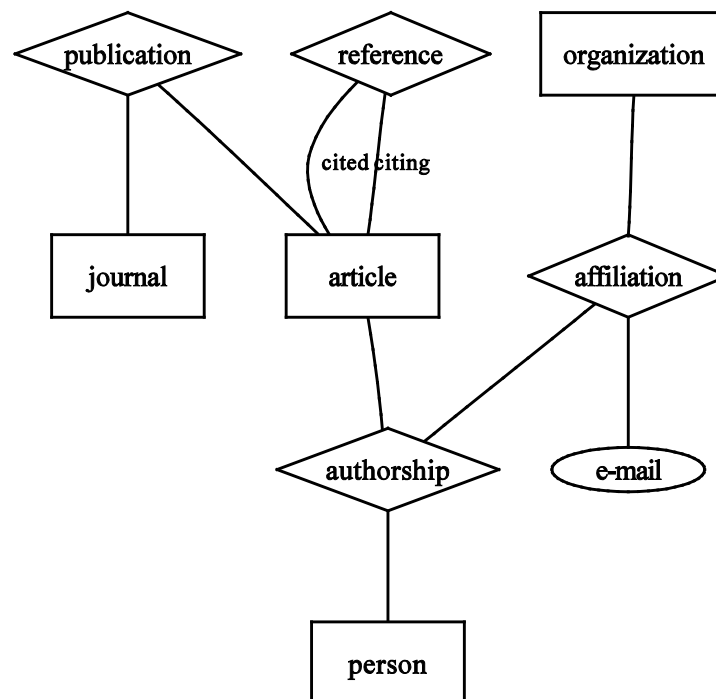 publication
reference
organization
cited citing
journal
article
affiliation
authorship
e-mail
person